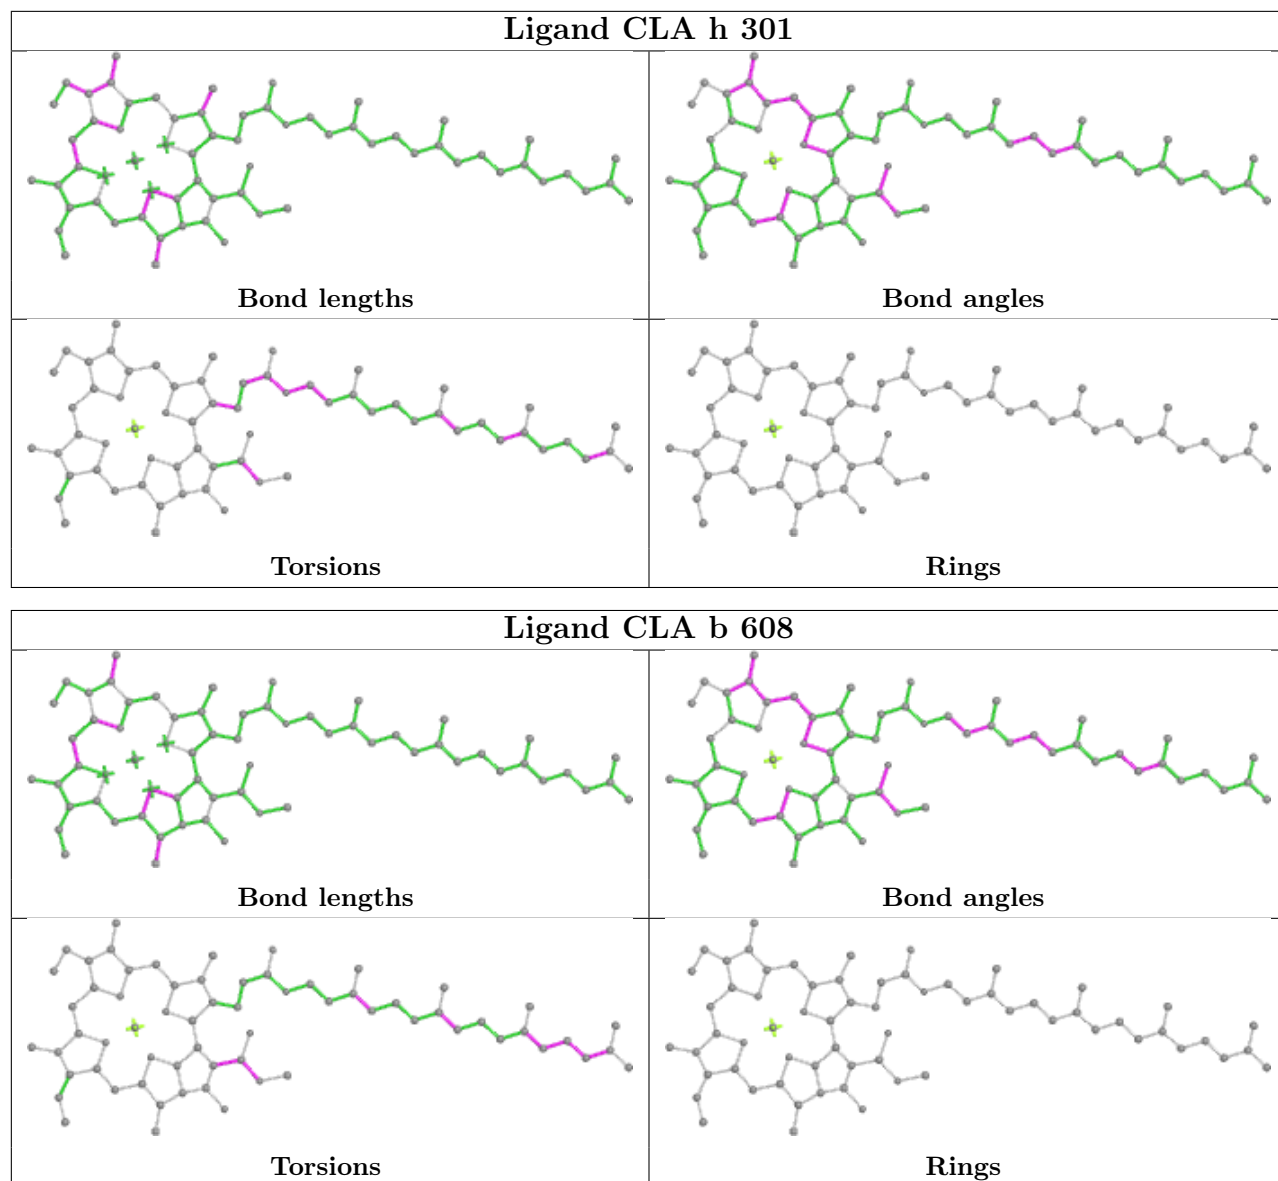 Ligand CLA h 301
Bond lengths
Bond angles
Torsions
Rings
Ligand CLA b 608
Bond lengths
Bond angles
Torsions
Rings